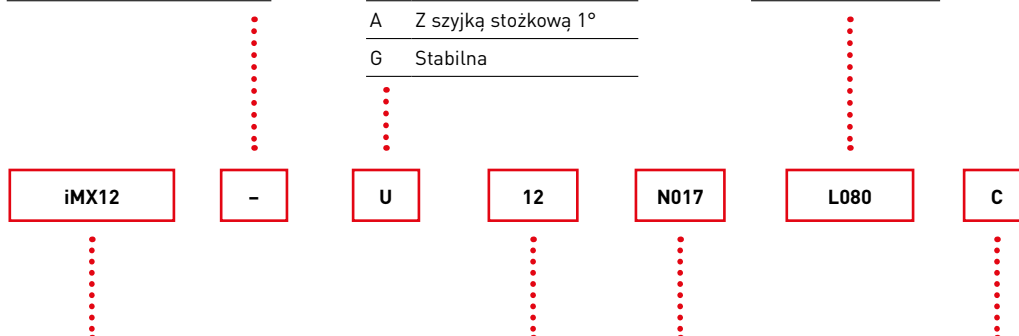 A Z szyjką stożkową 1°
G Stabilna
iMX12 – U 12 N017 L080 C